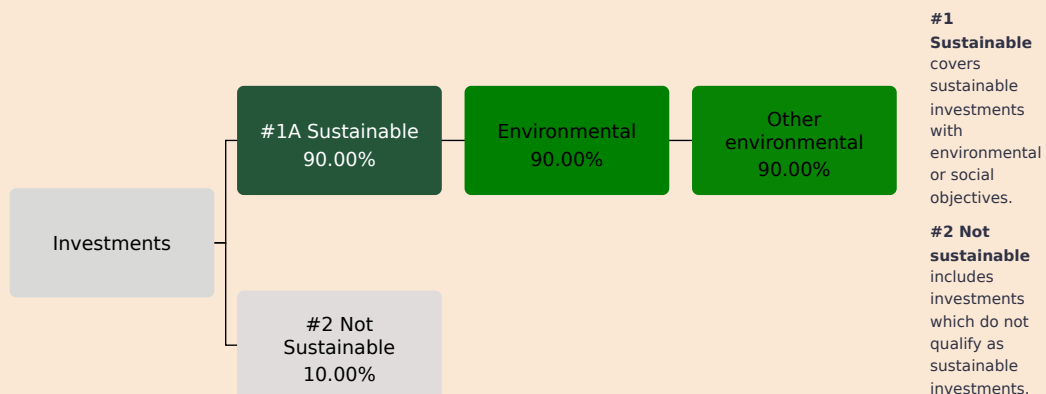 #1A Sustainable
90.00%
Environmental
90.00%
Other
environmental
90.00%
Investments
#2 Not
Sustainable
10.00%
#1
Sustainable
covers
sustainable
investments
with
environmental
or social
objectives.
#2 Not
sustainable
includes
investments
which do not
qualify as
sustainable
investments.